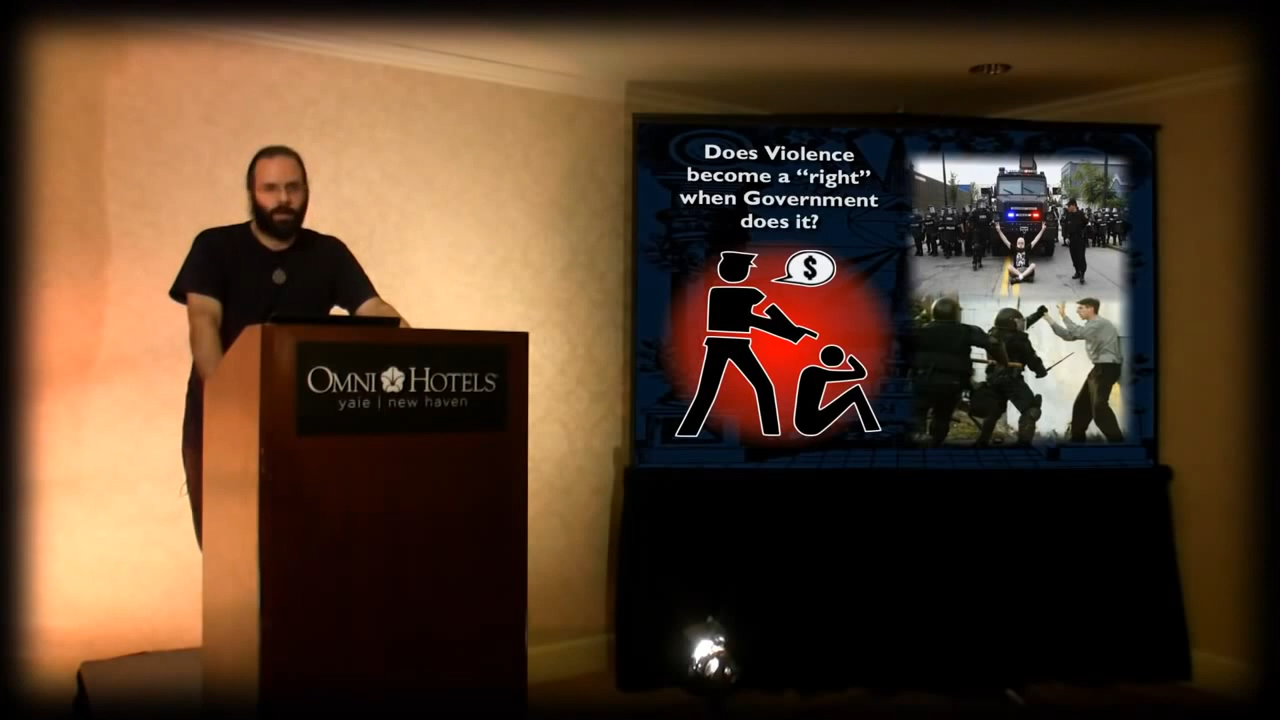 Does Violence
become a “right”
when Government
does it?
$
OMNI HOTELS
yale | new haven